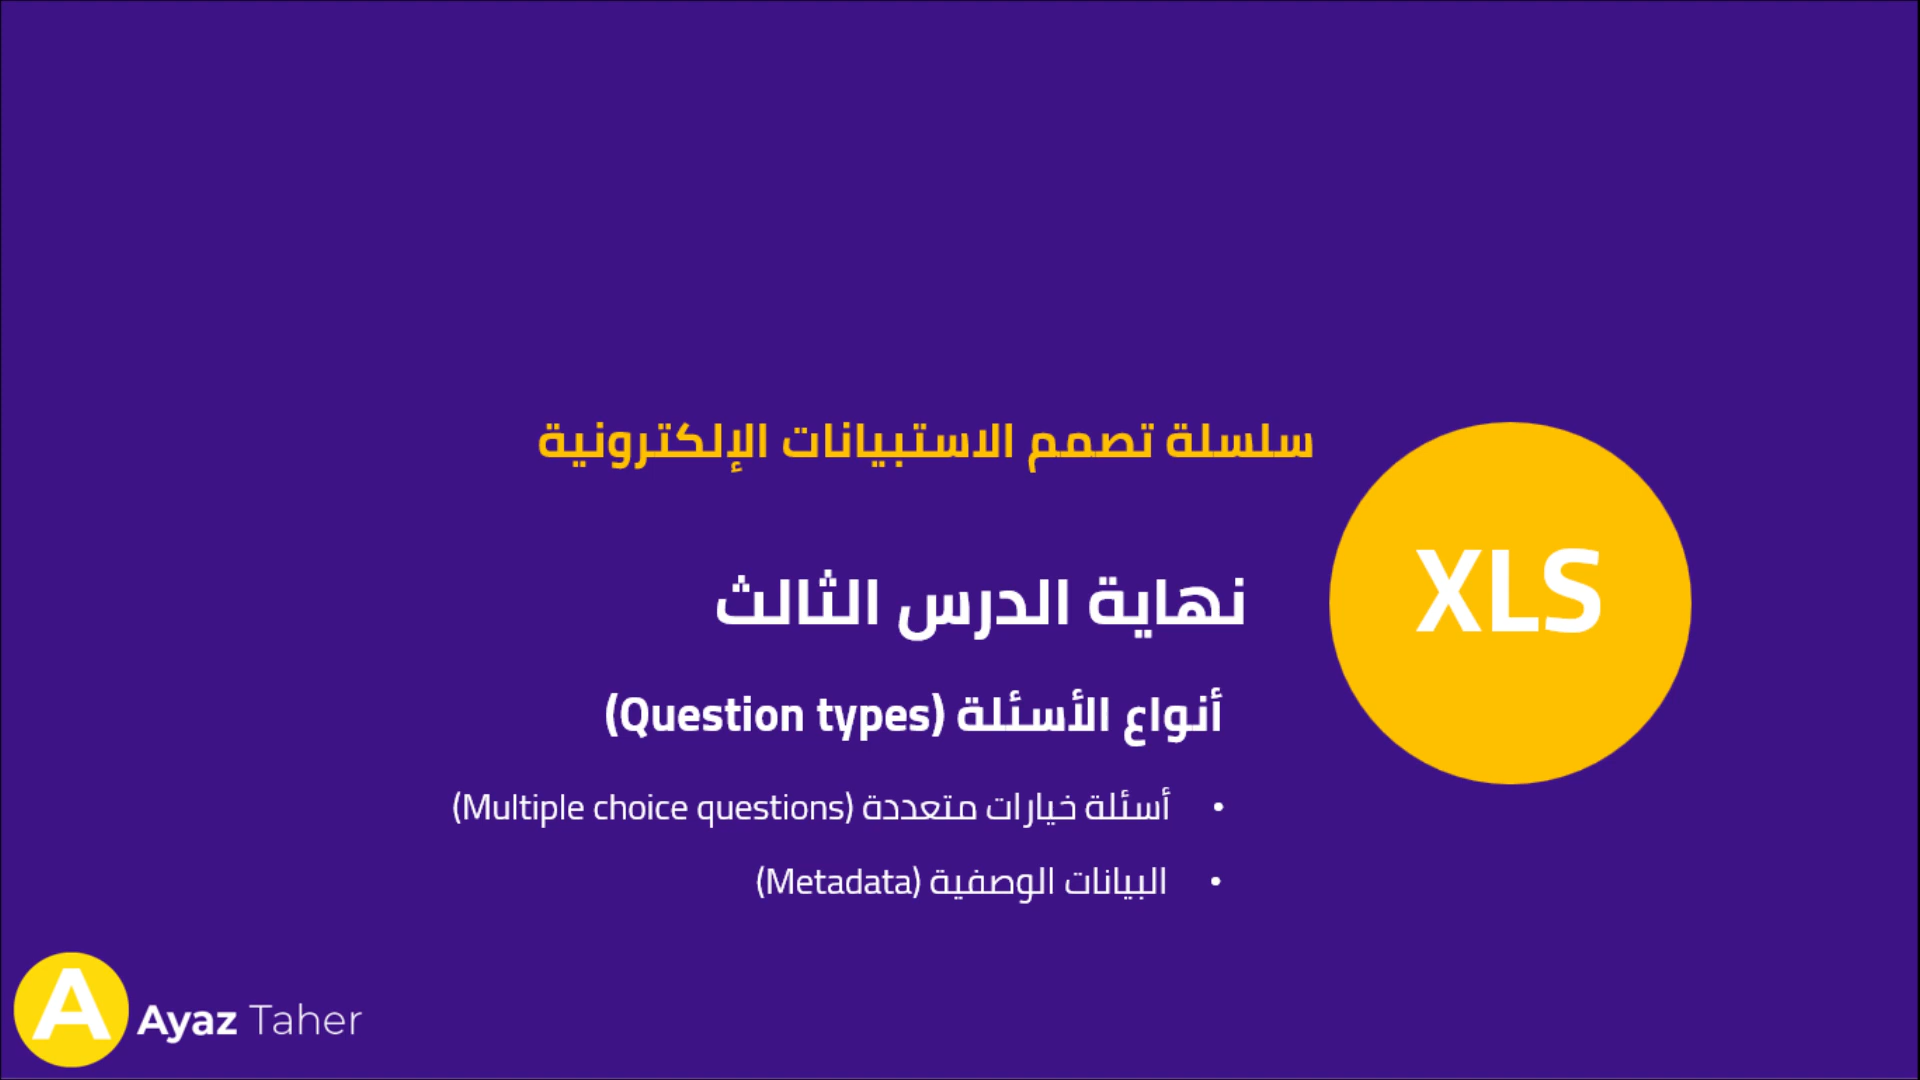 سلسلة تصمم الاستبيانات الإلكترونية
XLS
نهاية الدرس الثالث
أنواع الأسئلة (Question types)
• أسئلة خيارات متعددة (Multiple choice questions)
• البيانات الوصفية (Metadata)
A Ayaz Taher